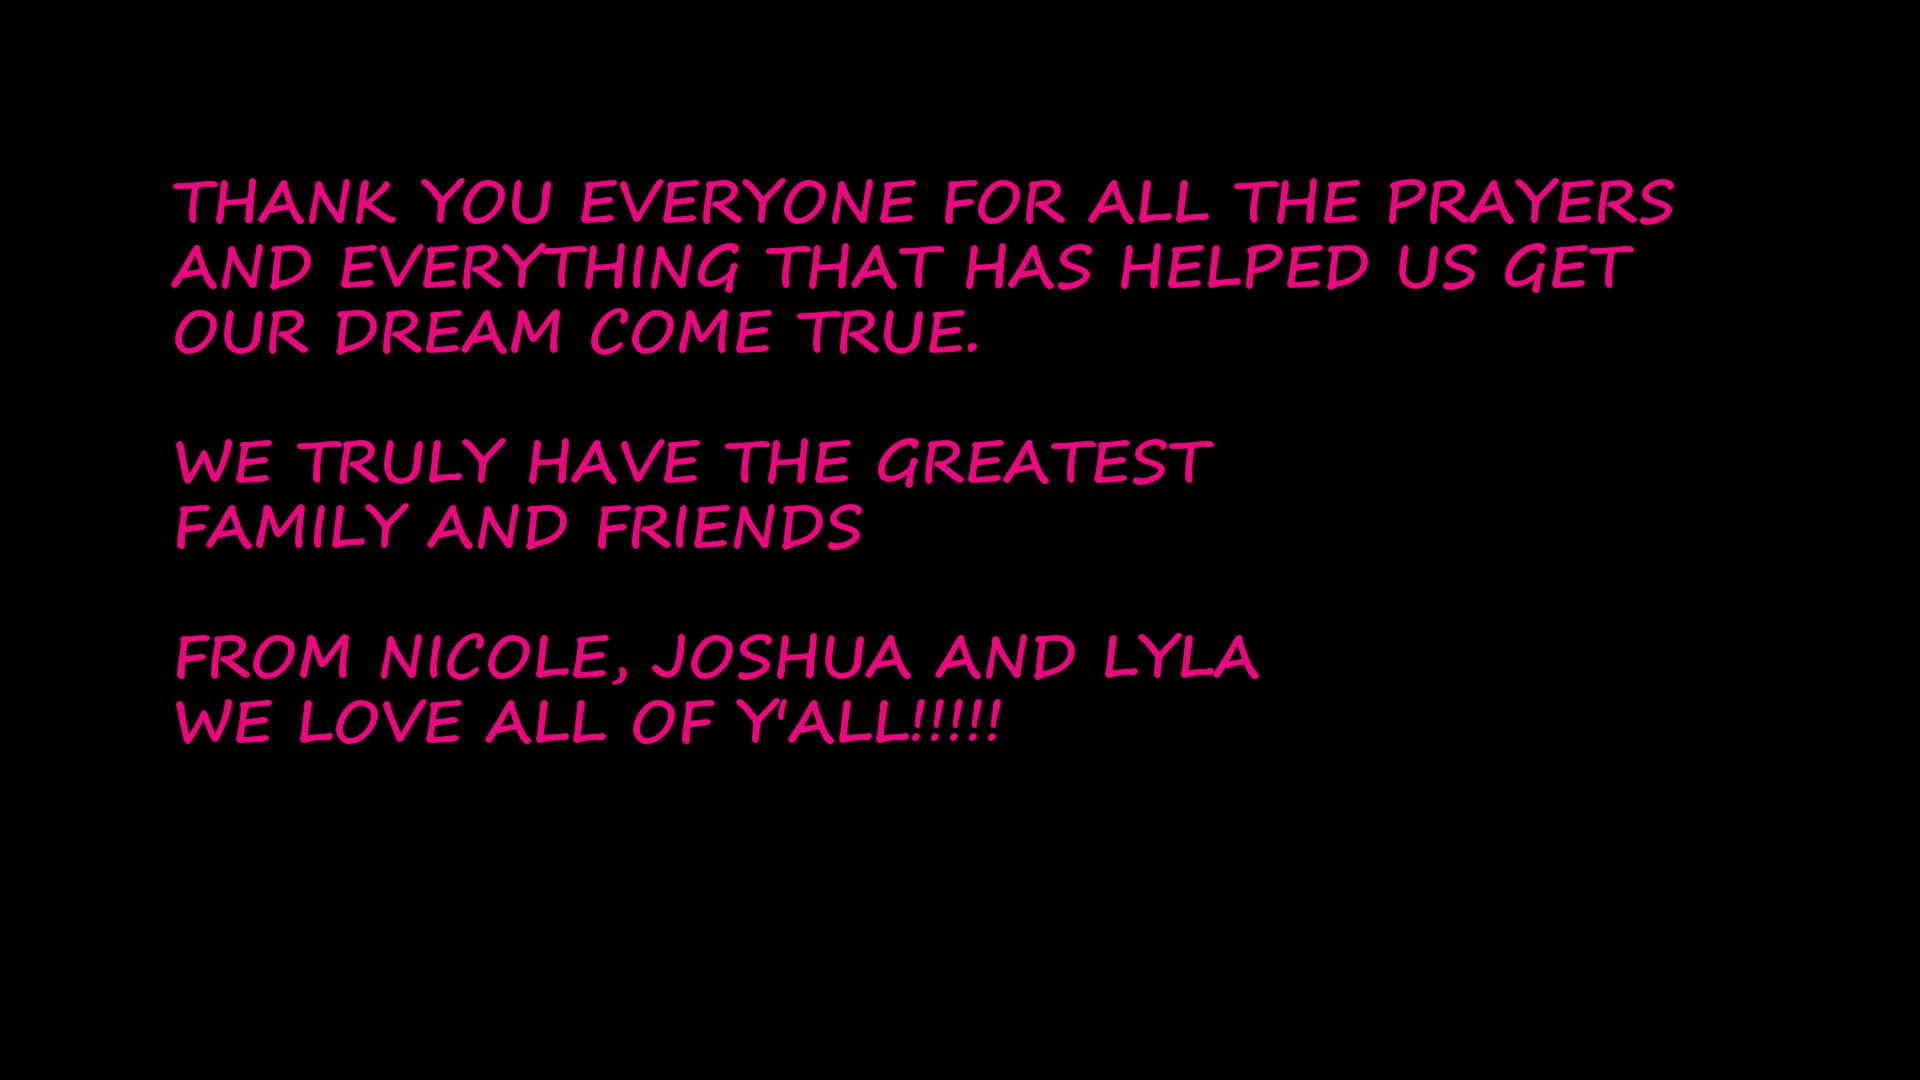 THANK YOU EVERYONE FOR ALL THE PRAYERS
AND EVERYTHING THAT HAS HELPED US GET
OUR DREAM COME TRUE.
WE TRULY HAVE THE GREATEST
FAMILY AND FRIENDS
FROM NICOLE, JOSHUA AND LYLA
WE LOVE ALL OF Y'ALL!!!!!